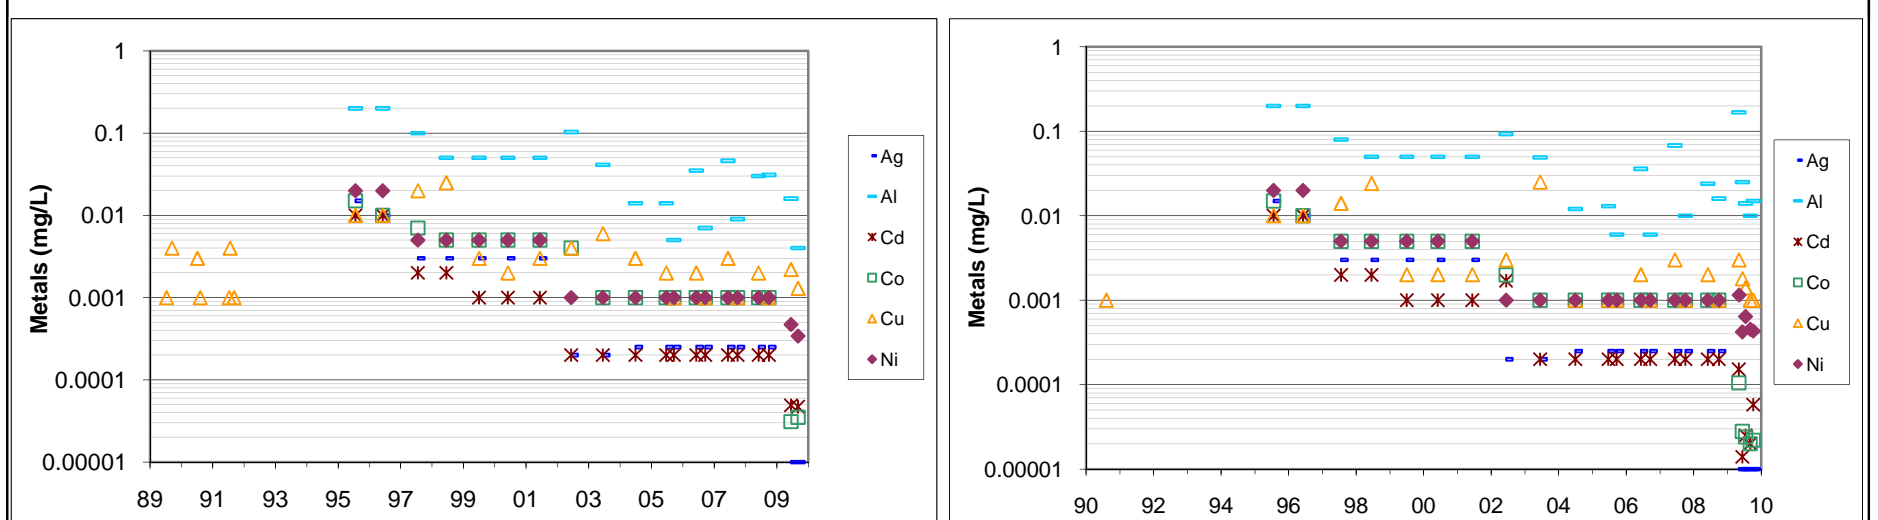 1
0.1
0.01
0.001
0.0001
0.00001
Metals (mg/L)
89 91 93 95 97 99 01 03 05 07 09
Ag
Al
Cd
Co
Cu
Ni
1
0.1
0.01
0.001
0.0001
0.00001
Metals (mg/L)
90 92 94 96 98 00 02 04 06 08 10
Ag
Al
Cd
Co
Cu
Ni